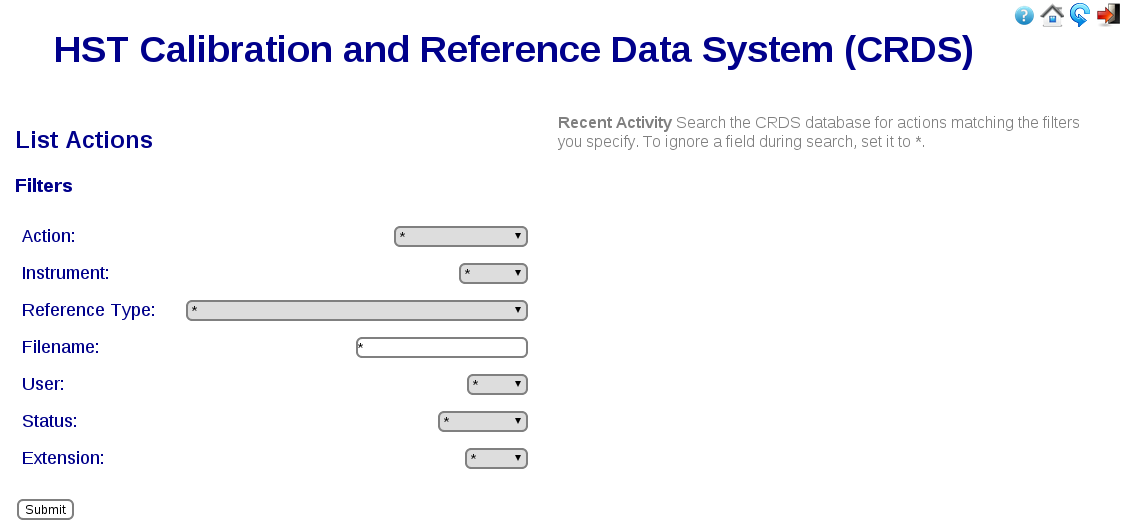 HST Calibration and Reference Data System (CRDS)
List Actions
Recent Activity Search the CRDS database for actions matching the filters
you specify. To ignore a field during search, set it to *.
Filters
Action: *
Instrument: *
Reference Type: *
Filename: *
User: *
Status: *
Extension: *
Submit